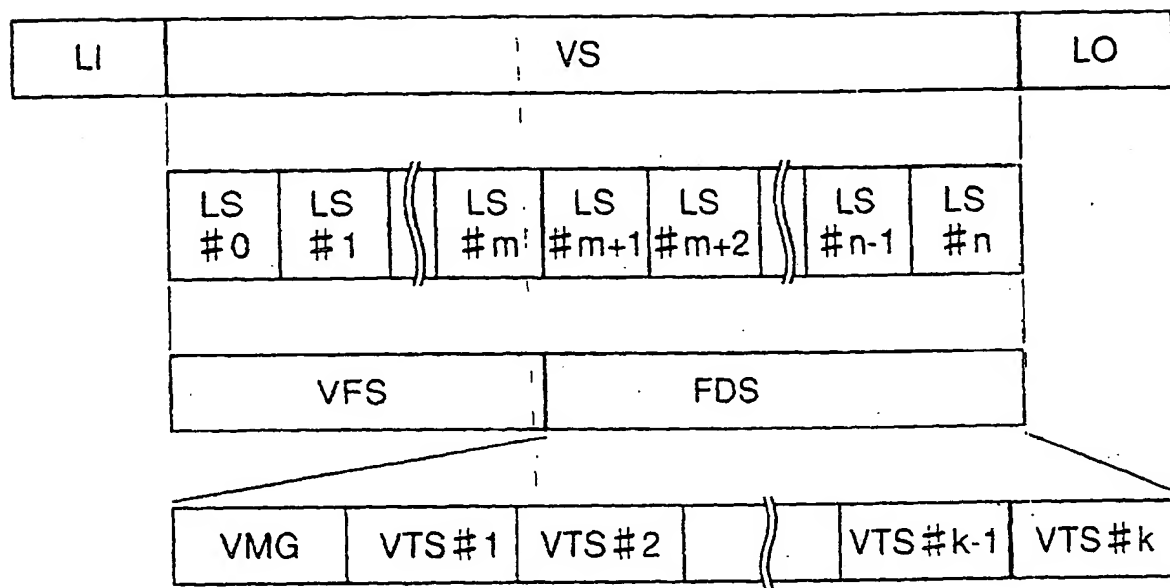 LI VS LO
LS LS LS LS LS LS LS
#0 #1 #m #m+1 #m+2 #n-1 #n
VFS FDS
VMG VTS#1 VTS#2 VTS#k-1 VTS#k